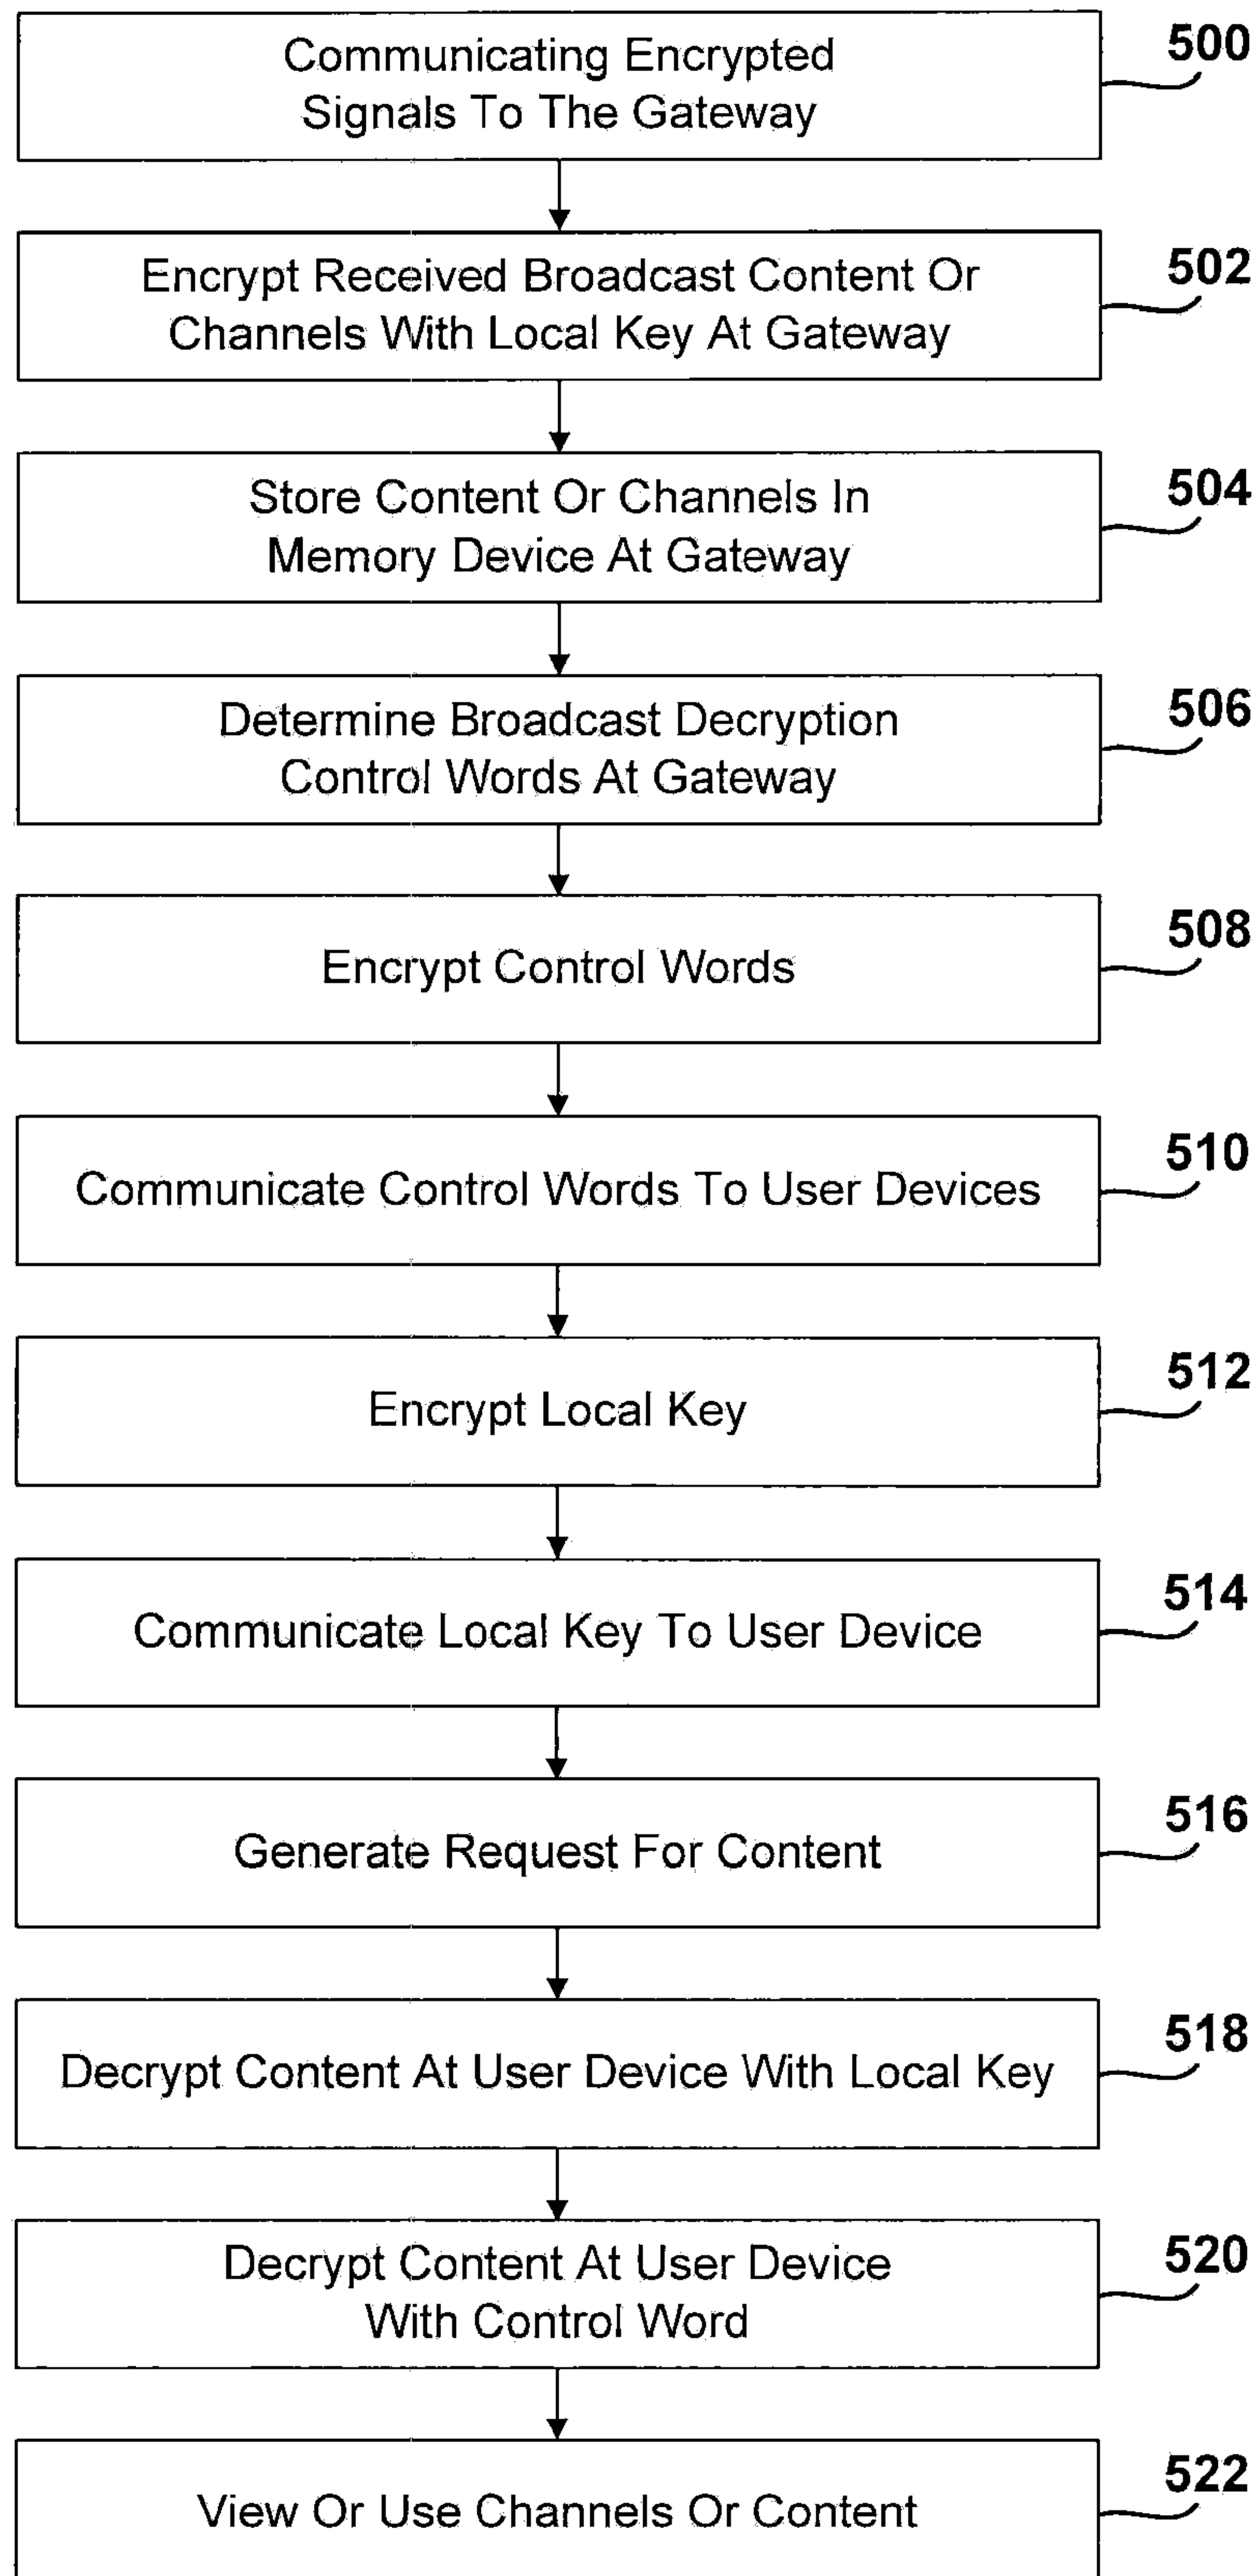 Communicating Encrypted
Signals To The Gateway
500
Encrypt Received Broadcast Content Or
Channels With Local Key At Gateway
502
Store Content Or Channels In
Memory Device At Gateway
504
Determine Broadcast Decryption
Control Words At Gateway
506
Encrypt Control Words
508
Communicate Control Words To User Devices
510
Encrypt Local Key
512
Communicate Local Key To User Device
514
Generate Request For Content
516
Decrypt Content At User Device With Local Key
518
Decrypt Content At User Device
With Control Word
520
View Or Use Channels Or Content
522